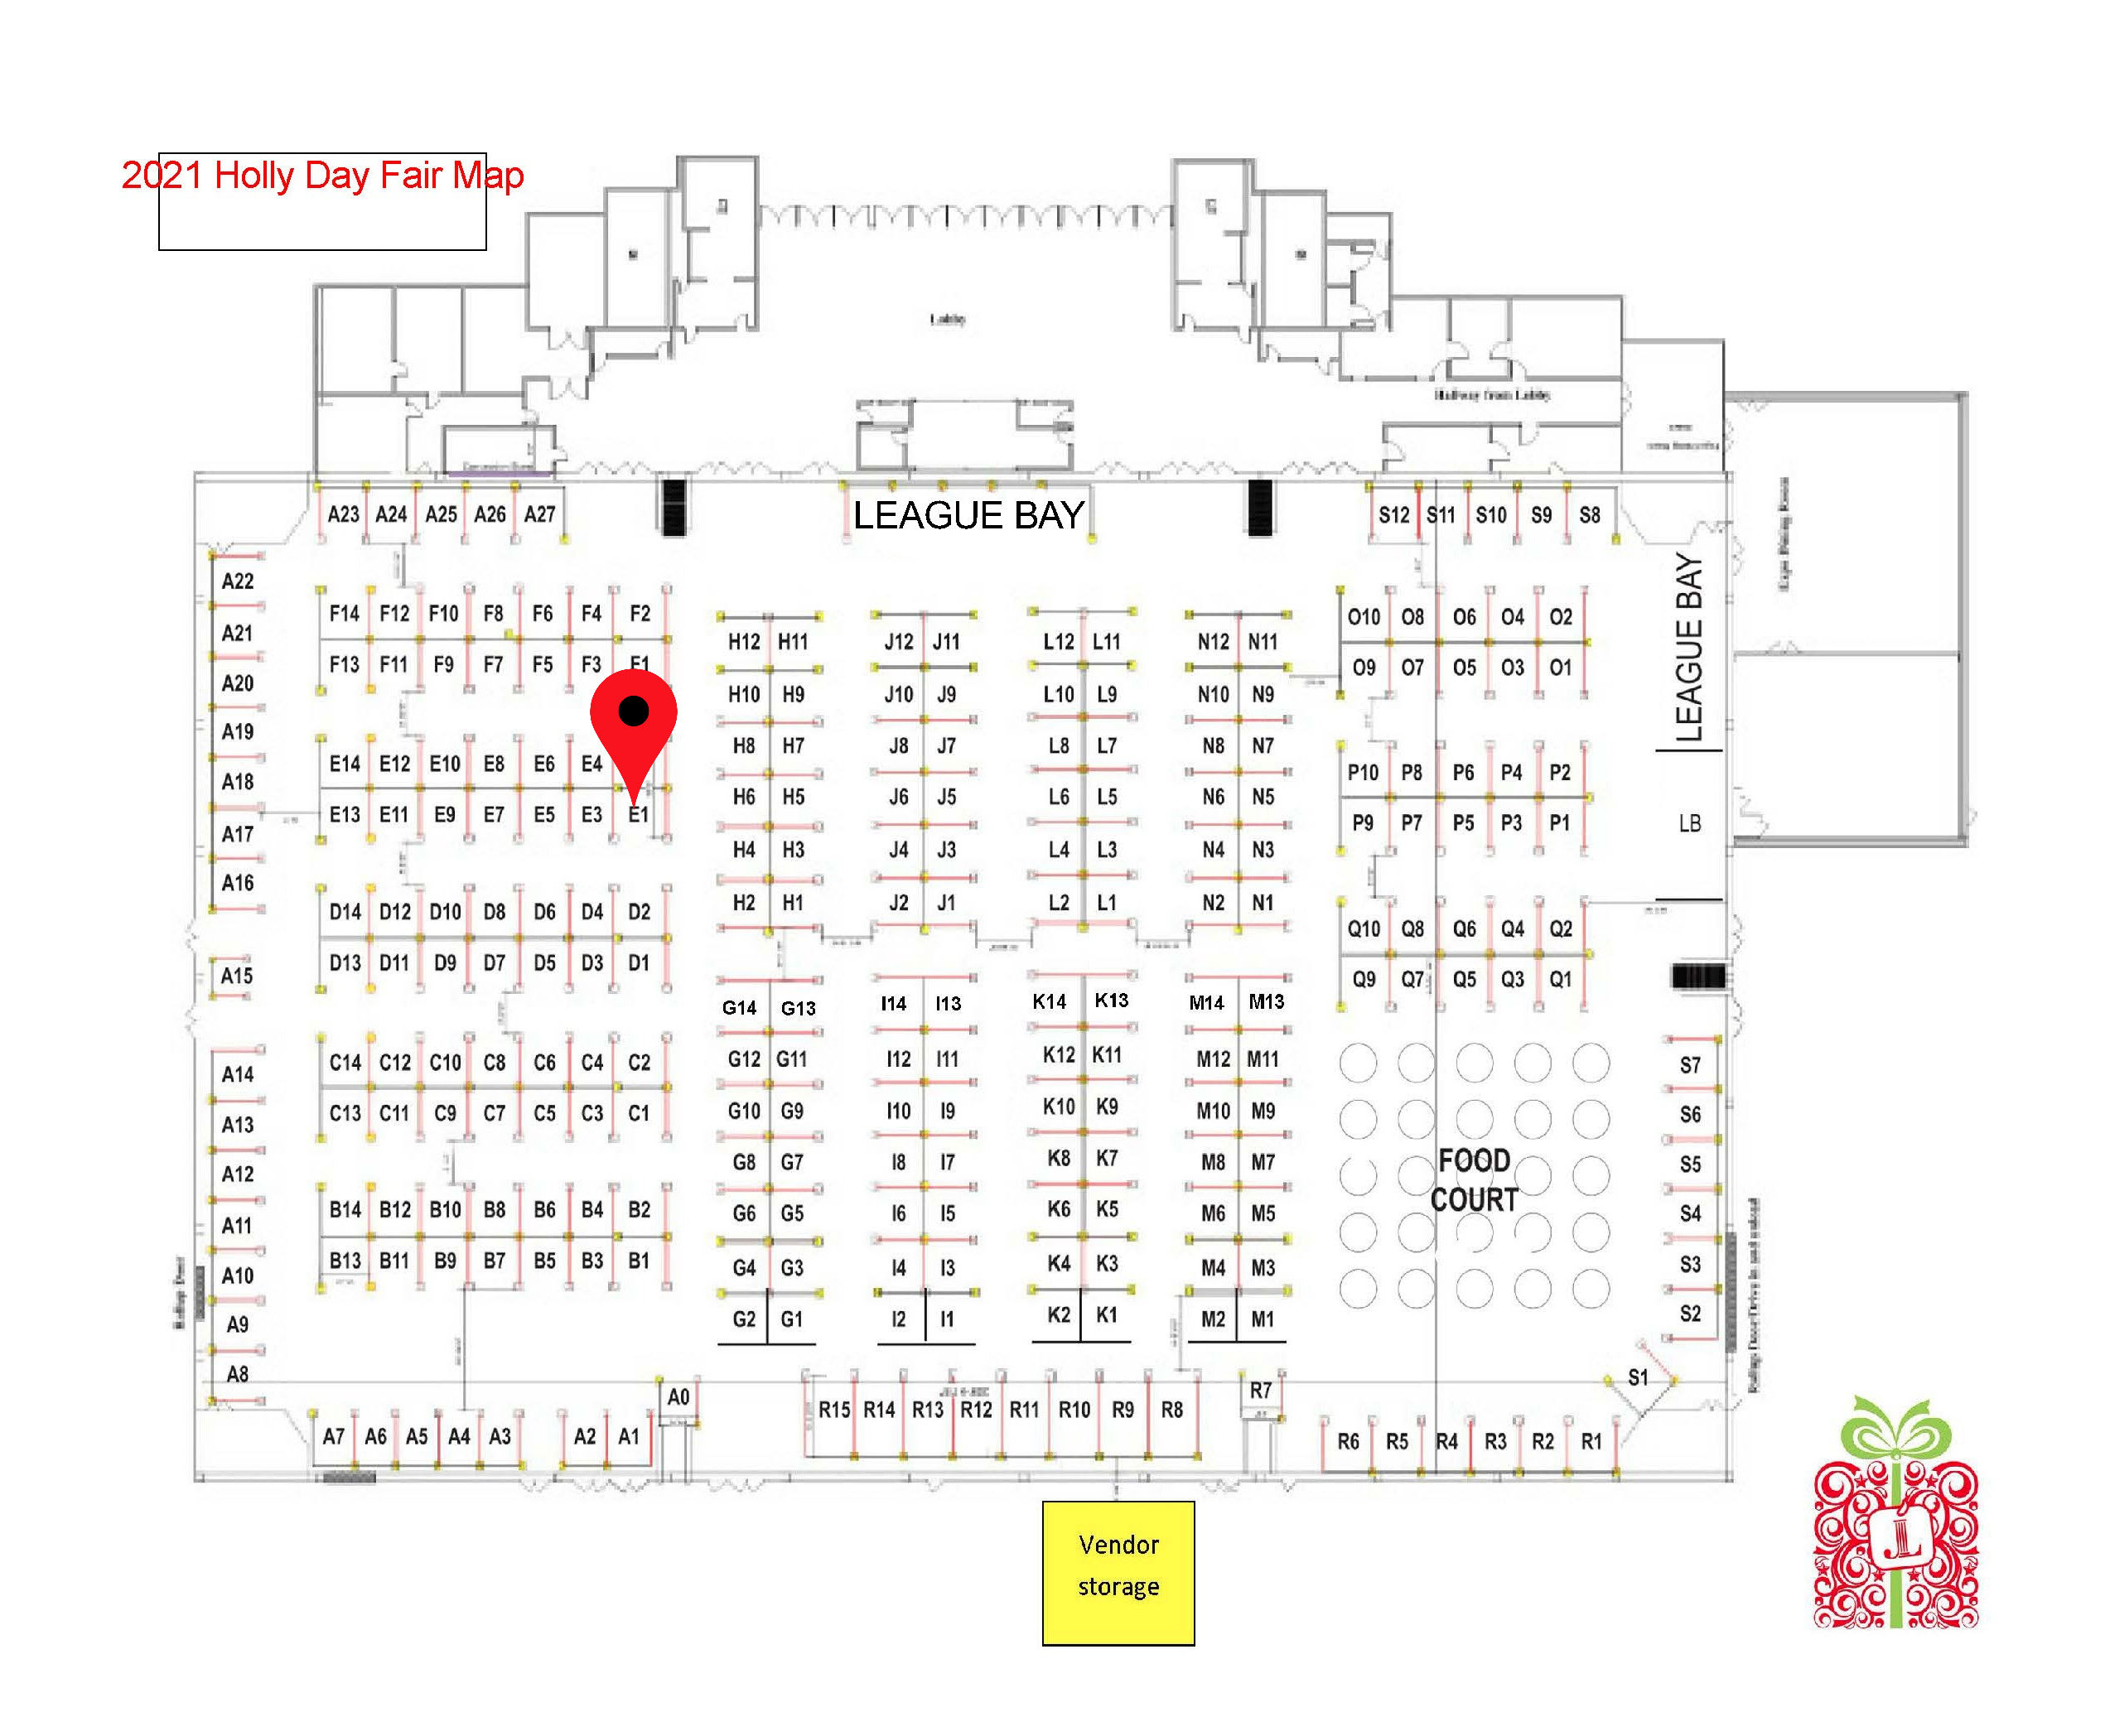 2021 Holly Day Fair Map
Lobby
Hallway from Lobby
LEAGUE BAY
A23 A24 A25 A26 A27
S12 S11 S10 S9 S8
A22
A21
A20
A19
A18
A17
A16
A15
A14
A13
A12
A11
A10
A9
A8
F14 F12 F10 F8 F6 F4 F2
F13 F11 F9 F7 F5 F3 F1
E14 E12 E10 E8 E6 E4
E13 E11 E9 E7 E5 E3 E1
D14 D12 D10 D8 D6 D4 D2
D13 D11 D9 D7 D5 D3 D1
C14 C12 C10 C8 C6 C4 C2
C13 C11 C9 C7 C5 C3 C1
B14 B12 B10 B8 B6 B4 B2
B13 B11 B9 B7 B5 B3 B1
H12 H11
H10 H9
H8 H7
H6 H5
H4 H3
H2 H1
G14 G13
G12 G11
G10 G9
G8 G7
G6 G5
G4 G3
G2 G1
J12 J11
J10 J9
J8 J7
J6 J5
J4 J3
J2 J1
I14 I13
I12 I11
I10 I9
I8 I7
I6 I5
I4 I3
I2 I1
L12 L11
L10 L9
L8 L7
L6 L5
L4 L3
L2 L1
K14 K13
K12 K11
K10 K9
K8 K7
K6 K5
K4 K3
K2 K1
N12 N11
N10 N9
N8 N7
N6 N5
N4 N3
N2 N1
M14 M13
M12 M11
M10 M9
M8 M7
M6 M5
M4 M3
M2 M1
O10 O8 O6 O4 O2
O9 O7 O5 O3 O1
P10 P8 P6 P4 P2
P9 P7 P5 P3 P1
Q10 Q8 Q6 Q4 Q2
Q9 Q7 Q5 Q3 Q1
LEAGUE BAY
LB
FOOD
COURT
S7
S6
S5
S4
S3
S2
S1
A7 A6 A5 A4 A3 A2 A1
A0
R15 R14 R13 R12 R11 R10 R9 R8
R7
R6 R5 R4 R3 R2 R1
Vendor
storage
JL